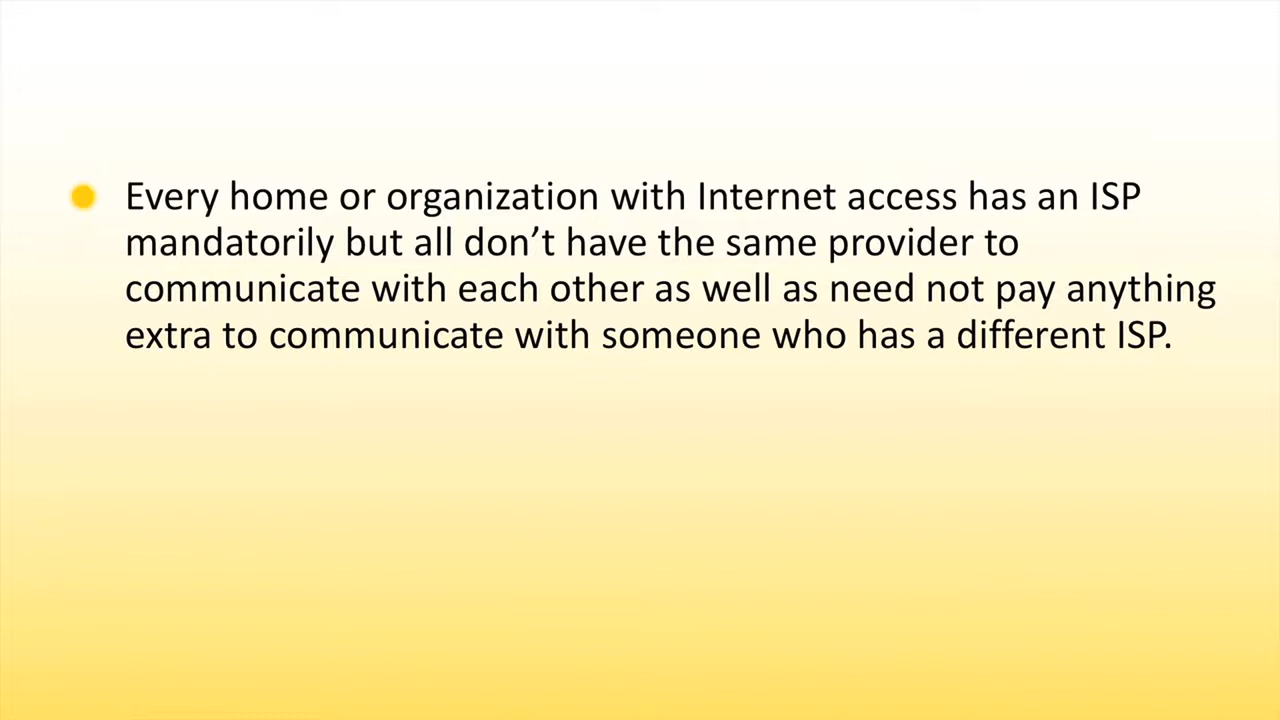 Every home or organization with Internet access has an ISP
mandatorily but all don’t have the same provider to
communicate with each other as well as need not pay anything
extra to communicate with someone who has a different ISP.